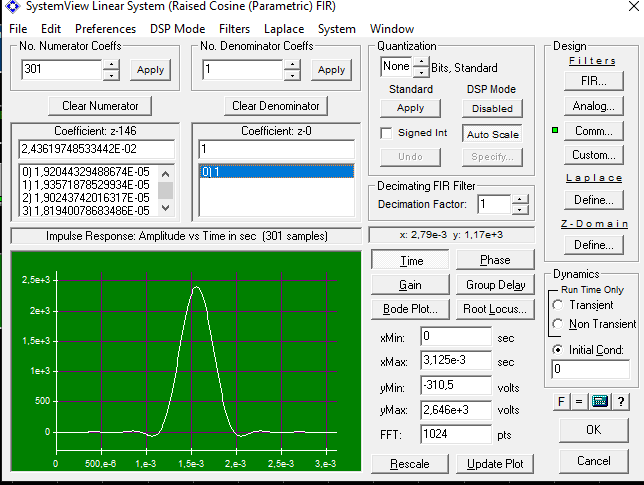 SystemView Linear System (Raised Cosine (Parametric) FIR)
File Edit Preferences DSP Mode Filters Laplace System Window
No. Numerator Coeffs
301
Apply
Clear Numerator
No. Denominator Coeffs
1
Apply
Clear Denominator
Coefficient: z-146
2,43619748533442E-02
0) 1,92044329488674E-05
1) 1,93571878529934E-05
2) 1,90243742016317E-05
3) 1,81940078683486E-05
Coefficient: z-0
1
0) 1
Quantization
None Bits, Standard
Standard
Apply
Signed Int
Undo
DSP Mode
Disabled
Auto Scale
Specify...
Decimating FIR Filter
Decimation Factor: 1
Design
Filters
FIR...
Analog...
Comm...
Custom...
Laplace
Define...
Z-Domain
Define...
Impulse Response: Amplitude vs Time in sec (301 samples)
x: 2,79e-3 y: 1,17e+3
2,5e+3
2,e+3
1,5e+3
1,e+3
500
0
0 500,e-6 1,e-3 1,5e-3 2,e-3 2,5e-3 3,e-3
Time
Phase
Gain
Group Delay
Bode Plot...
Root Locus...
xMin: 0 sec
xMax: 3,125e-3 sec
yMin: -310,5 volts
yMax: 2,646e+3 volts
FFT: 1024 pts
Rescale
Update Plot
Dynamics
Run Time Only
Transient
Non Transient
Initial Cond:
0
F = ?
OK
Cancel